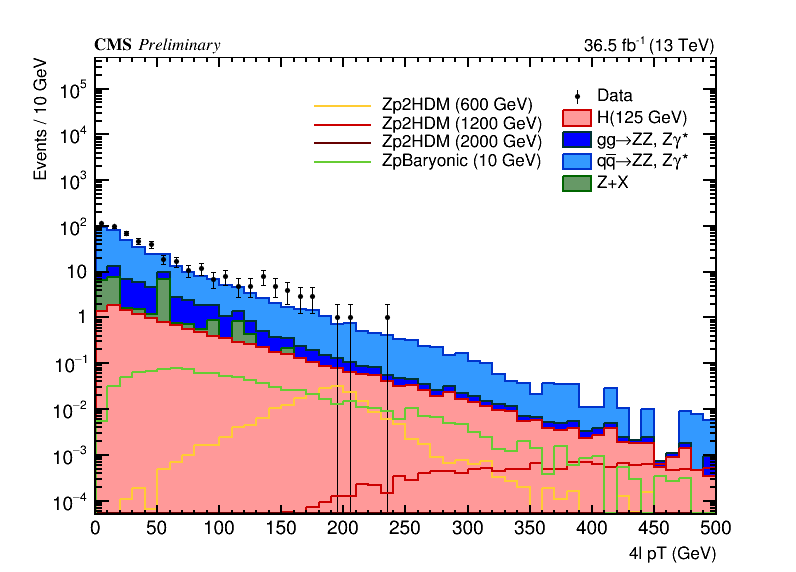 CMS Preliminary 36.5 fb⁻¹ (13 TeV)
Events / 10 GeV
10⁵
10⁴
10³
10²
10
1
10⁻¹
10⁻²
10⁻³
10⁻⁴
Zp2HDM (600 GeV)
Zp2HDM (1200 GeV)
Zp2HDM (2000 GeV)
ZpBaryonic (10 GeV)
Data
H(125 GeV)
gg→ZZ, Zγ*
qq̅→ZZ, Zγ*
Z+X
0 50 100 150 200 250 300 350 400 450 500
4l pT (GeV)